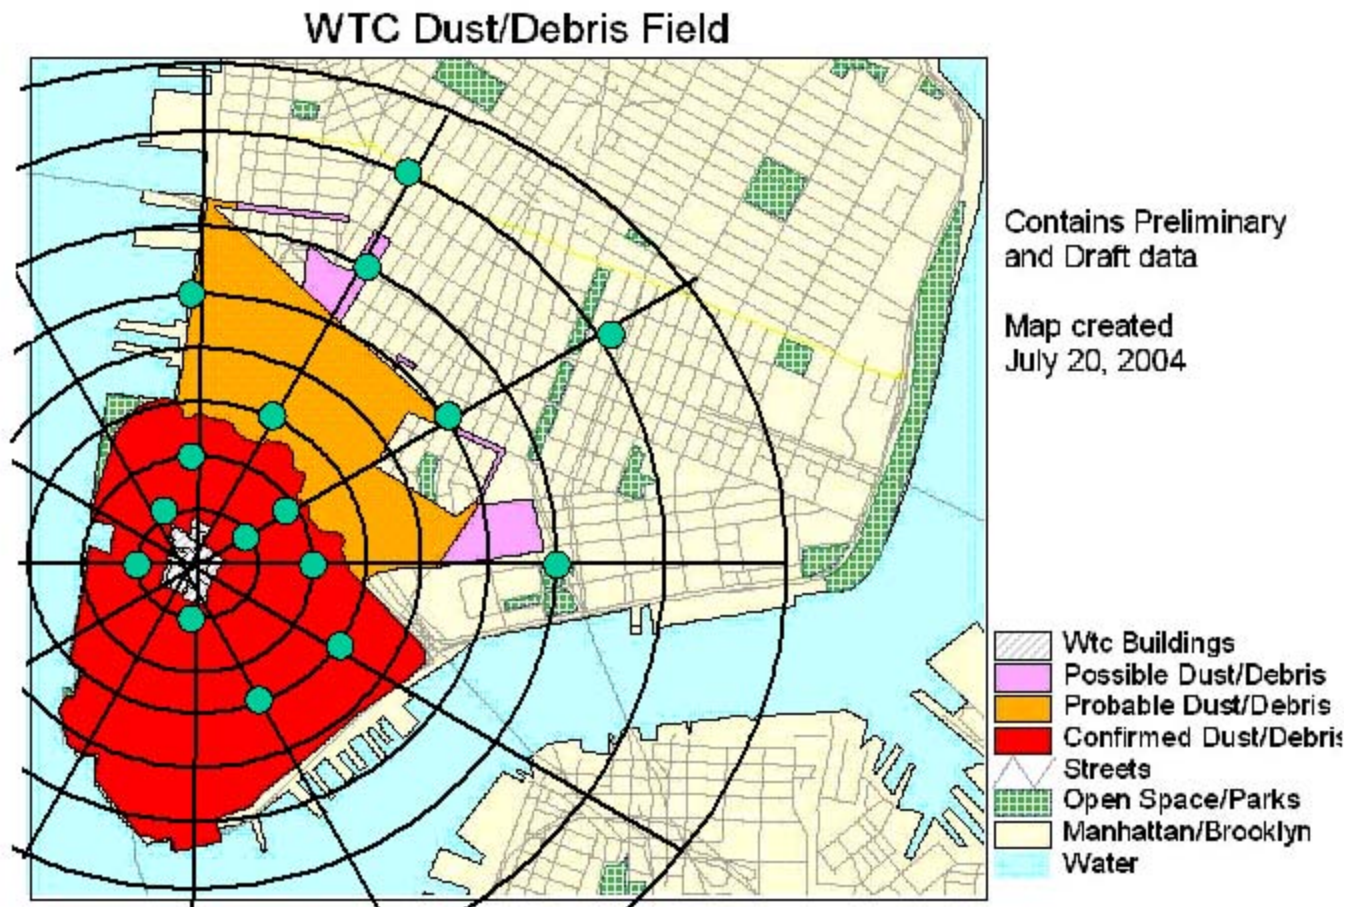 WTC Dust/Debris Field
Contains Preliminary
and Draft data
Map created
July 20, 2004
Wtc Buildings
Possible Dust/Debris
Probable Dust/Debris
Confirmed Dust/Debris
Streets
Open Space/Parks
Manhattan/Brooklyn
Water